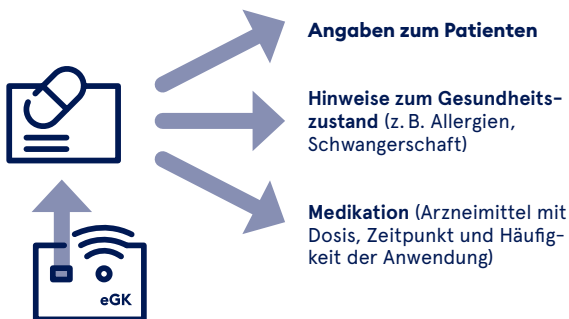 Angaben zum Patienten
Hinweise zum Gesundheits-
zustand (z. B. Allergien,
Schwangerschaft)
Medikation (Arzneimittel mit
Dosis, Zeitpunkt und Häufig-
keit der Anwendung)
eGK